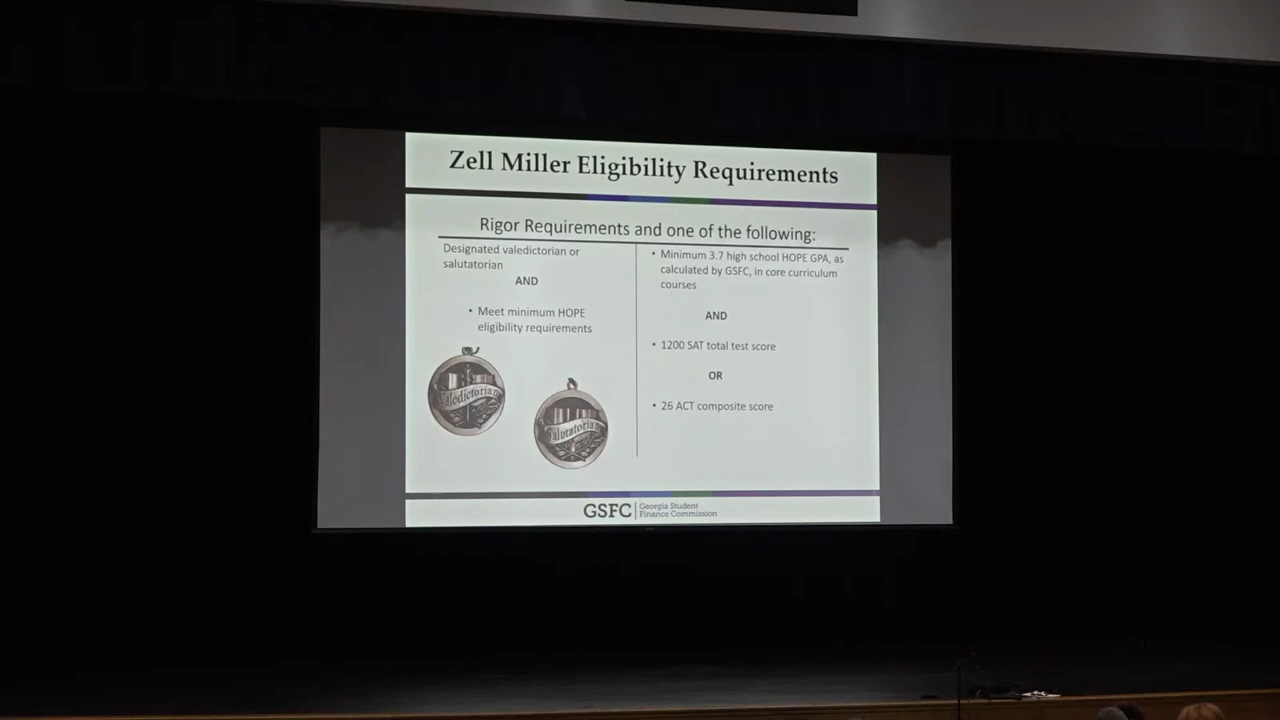 Zell Miller Eligibility Requirements
Rigor Requirements and one of the following:
Designated valedictorian or
salutatorian
AND
• Meet minimum HOPE
eligibility requirements
Valedictorian
Salutatorian
• Minimum 3.7 high school HOPE GPA, as
calculated by GSFC, in core curriculum
courses
AND
• 1200 SAT total test score
OR
• 26 ACT composite score
GSFC
Georgia Student
Finance Commission